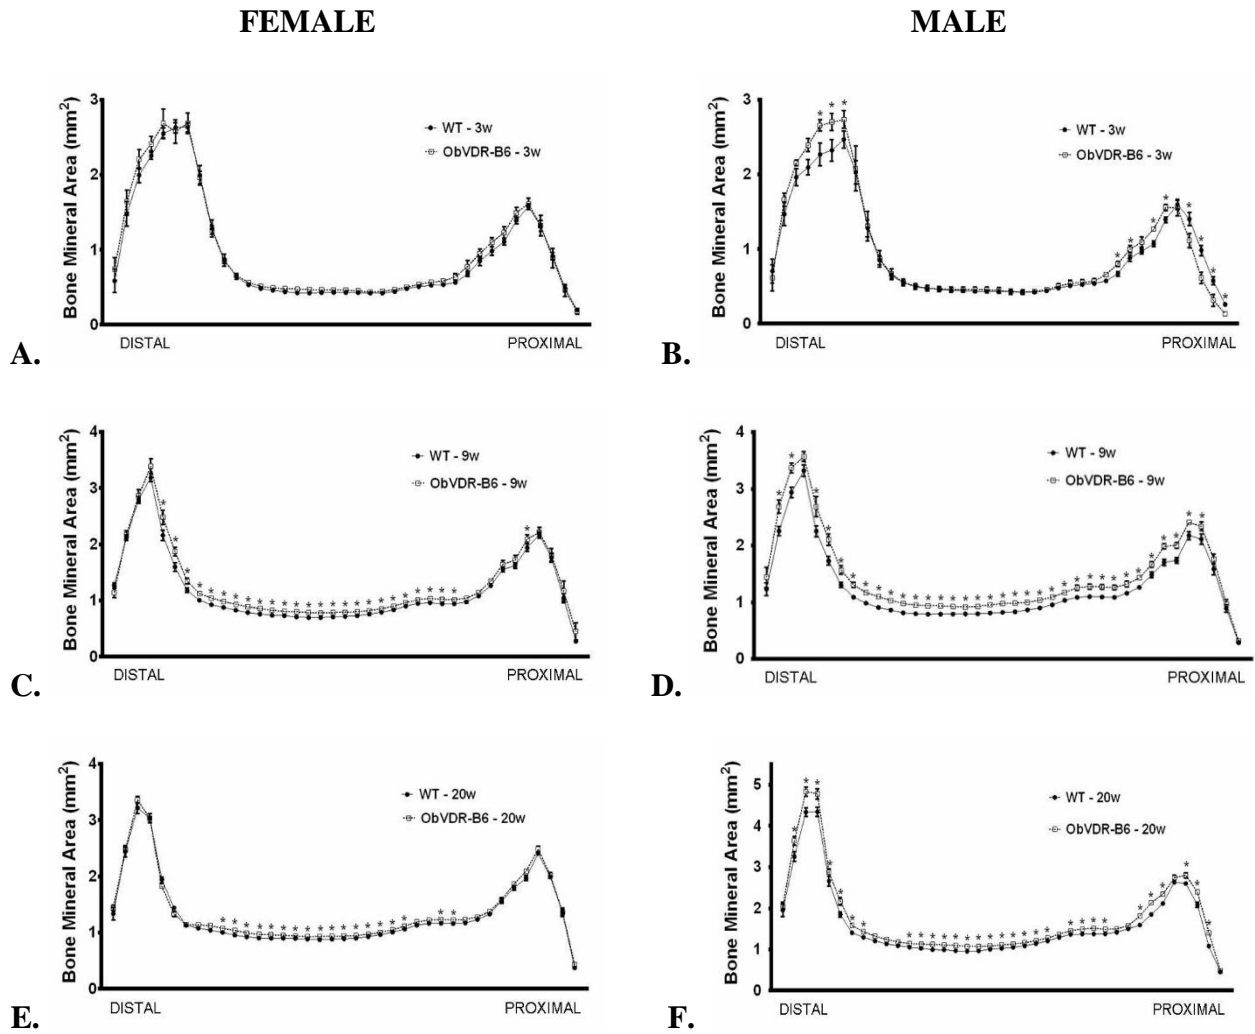 FEMALE
MALE
Bone Mineral Area (mm²)
3
2
1
0
WT - 3w
ObVDR-B6 - 3w
DISTAL
PROXIMAL
A.
Bone Mineral Area (mm²)
3
2
1
0
* * *
WT - 3w
ObVDR-B6 - 3w
* * * * * * * *
DISTAL
PROXIMAL
B.
Bone Mineral Area (mm²)
4
3
2
1
0
WT - 9w
ObVDR-B6 - 9w
DISTAL
PROXIMAL
C.
Bone Mineral Area (mm²)
4
3
2
1
0
WT - 9w
ObVDR-B6 - 9w
DISTAL
PROXIMAL
D.
Bone Mineral Area (mm²)
4
3
2
1
0
WT - 20w
ObVDR-B6 - 20w
DISTAL
PROXIMAL
E.
Bone Mineral Area (mm²)
5
4
3
2
1
0
WT - 20w
ObVDR-B6 - 20w
DISTAL
PROXIMAL
F.